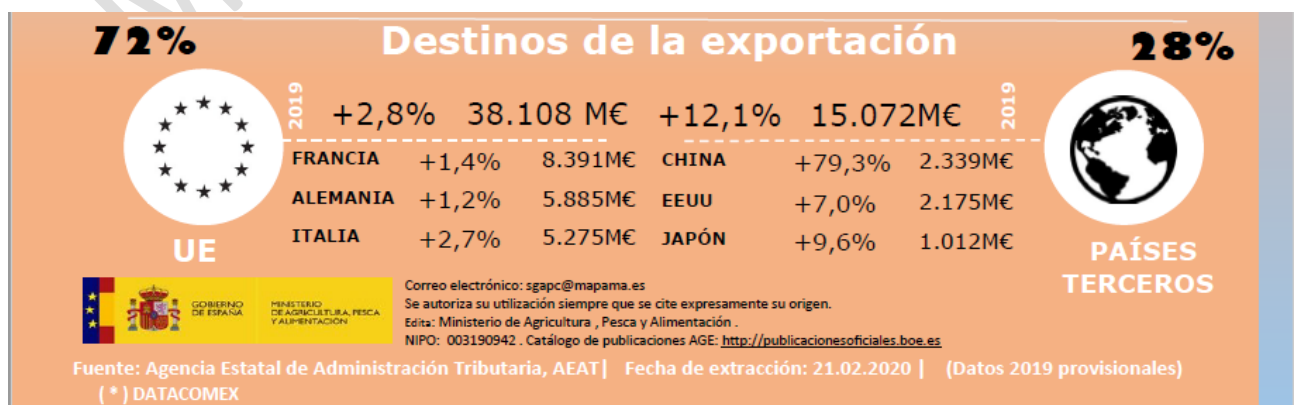 72% Destinos de la exportación 28%
2019 +2,8% 38.108 M€ +12,1% 15.072M€ 2019
FRANCIA +1,4% 8.391M€ CHINA +79,3% 2.339M€
ALEMANIA +1,2% 5.885M€ EEUU +7,0% 2.175M€
ITALIA +2,7% 5.275M€ JAPÓN +9,6% 1.012M€
UE
PAÍSES
TERCEROS
GOBIERNO
DE ESPAÑA
MINISTERIO
DE AGRICULTURA, PESCA
Y ALIMENTACIÓN
Correo electrónico: sgapc@mapama.es
Se autoriza su utilización siempre que se cite expresamente su origen.
Edita: Ministerio de Agricultura , Pesca y Alimentación .
NIPO: 003190942 . Catálogo de publicaciones AGE: http://publicacionesoficiales.boe.es
Fuente: Agencia Estatal de Administración Tributaria, AEAT| Fecha de extracción: 21.02.2020 | (Datos 2019 provisionales)
( * ) DATACOMEX